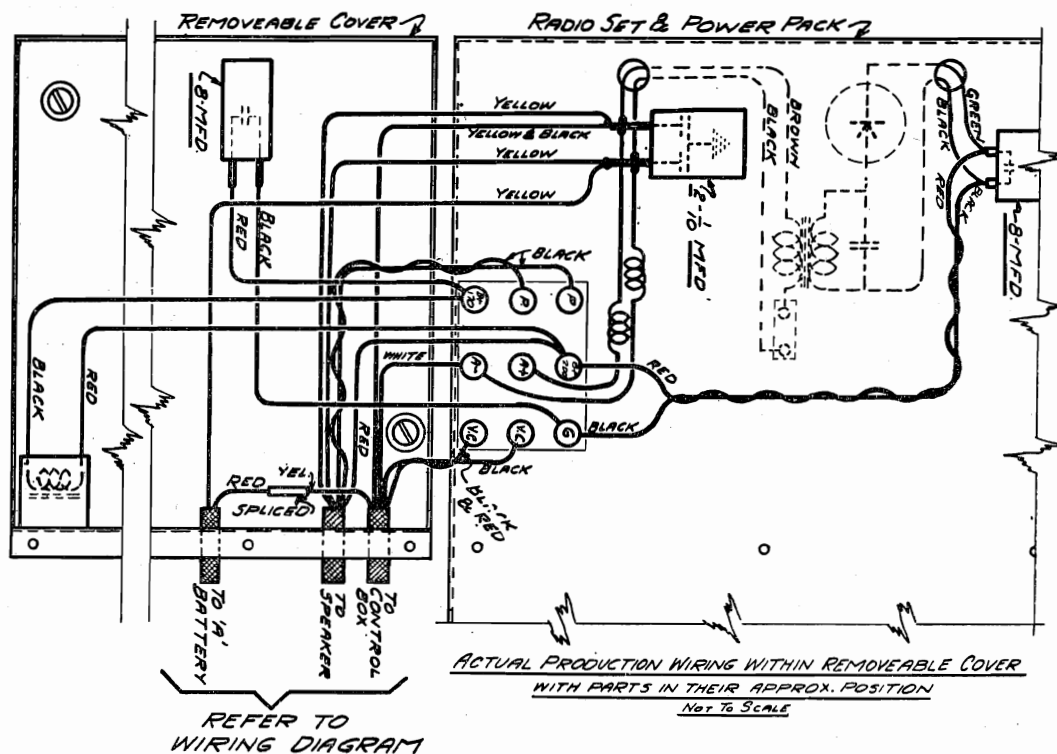 REMOVEABLE COVER
RADIO SET & POWER PACK
8-MFD.
YELLOW
YELLOW & BLACK
YELLOW
YELLOW
RED
BLACK
BROWN
BLACK
GREEN
BLACK
RED
BLACK
8-MFD.
BLACK
P
P
BLACK
RED
WHITE
A-
A+
RED
RED
BLACK
V.C
V.C
G
BLACK
BLACK
& RED
RED
YEL.
SPLICED
TO 'A'
BATTERY
TO
SPEAKER
TO
CONTROL
BOX
REFER TO
WIRING DIAGRAM
ACTUAL PRODUCTION WIRING WITHIN REMOVEABLE COVER
WITH PARTS IN THEIR APPROX. POSITION
NOT TO SCALE